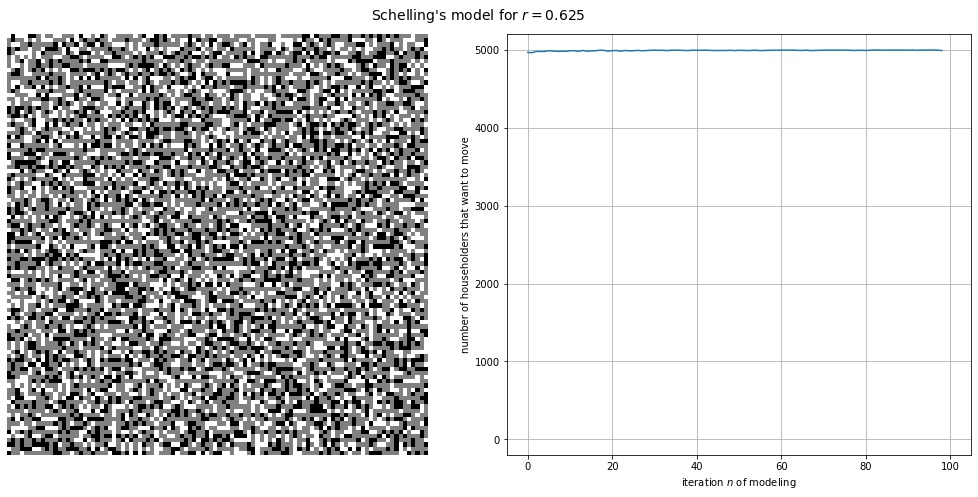 Schelling's model for r = 0.625
number of householders that want to move
5000
4000
3000
2000
1000
0
0 20 40 60 80 100
iteration n of modeling